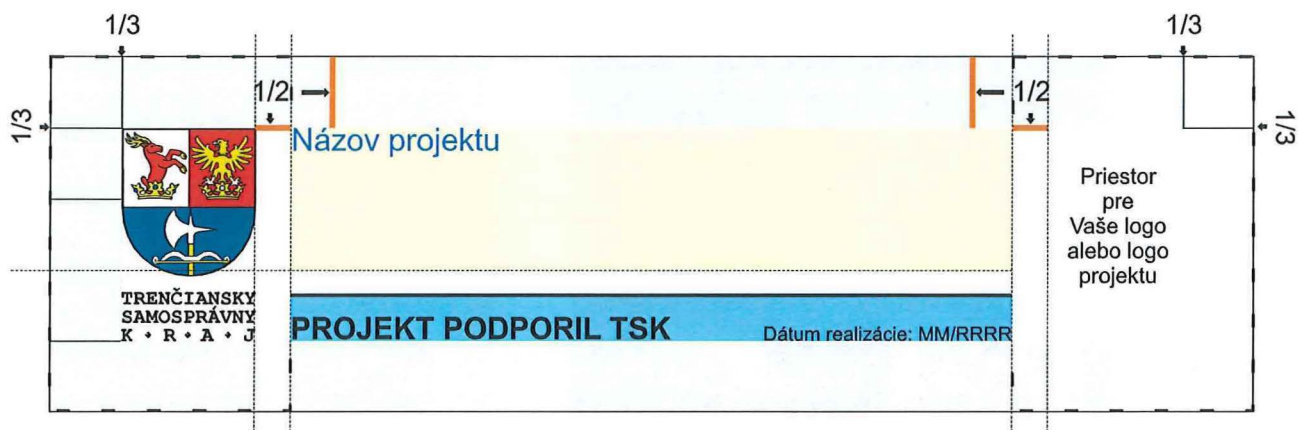 1/3
1/3
1/2
1/2
1/3
1/3
Názov projektu
Priestor
pre
Vaše logo
alebo logo
projektu
TRENČIANSKY
SAMOSPRÁVNY
K • R • A • J
PROJEKT PODPORIL TSK
Dátum realizácie: MM/RRRR